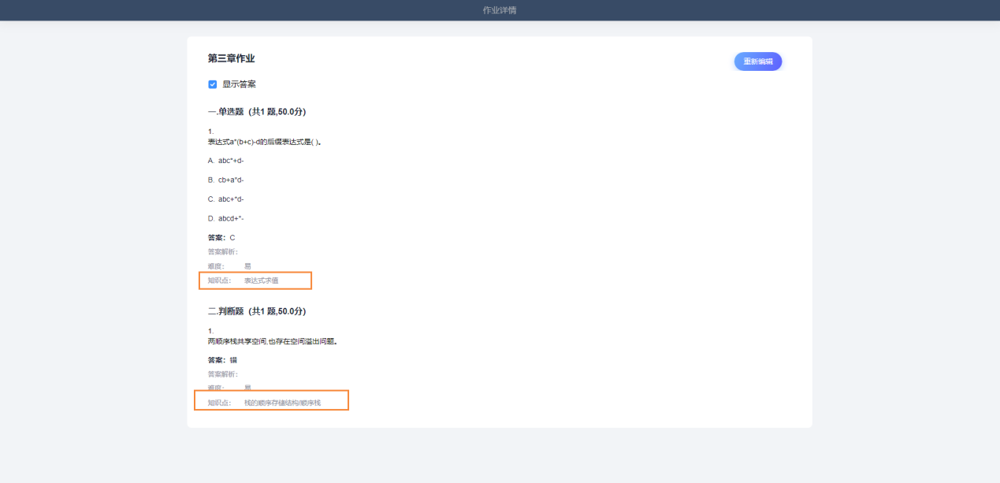 作业详情
第三章作业
重新编辑
显示答案
一.单选题（共1 题,50.0分）
1.
表达式a*(b+c)-d的后缀表达式是( )。
A. abc*+d-
B. cb+a*d-
C. abc+*d-
D. abcd+*-
答案： C
答案解析：
难度： 易
知识点： 表达式求值
二.判断题（共1 题,50.0分）
1.
两顺序栈共享空间,也存在空间溢出问题。
答案： 错
答案解析：
难度： 易
知识点： 栈的顺序存储结构/顺序栈